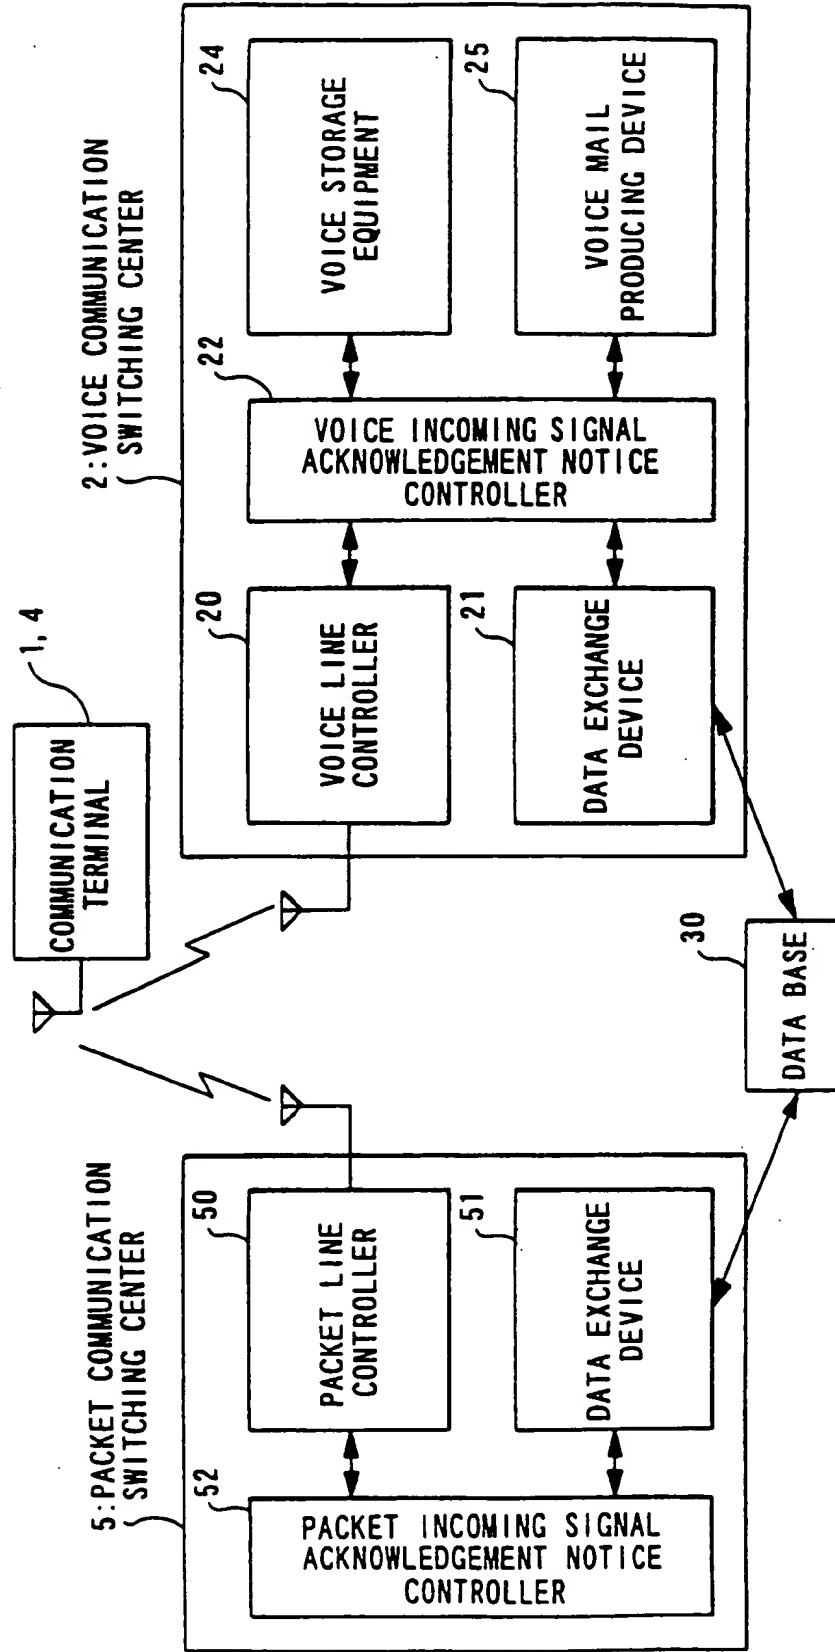 1, 4
COMMUNICATION
TERMINAL
5:PACKET COMMUNICATION
SWITCHING CENTER
52
PACKET INCOMING SIGNAL
ACKNOWLEDGEMENT NOTICE
CONTROLLER
50
PACKET LINE
CONTROLLER
51
DATA EXCHANGE
DEVICE
30
DATA BASE
2:VOICE COMMUNICATION
SWITCHING CENTER
20
VOICE LINE
CONTROLLER
21
DATA EXCHANGE
DEVICE
22
VOICE INCOMING SIGNAL
ACKNOWLEDGEMENT NOTICE
CONTROLLER
24
VOICE STORAGE
EQUIPMENT
25
VOICE MAIL
PRODUCING DEVICE